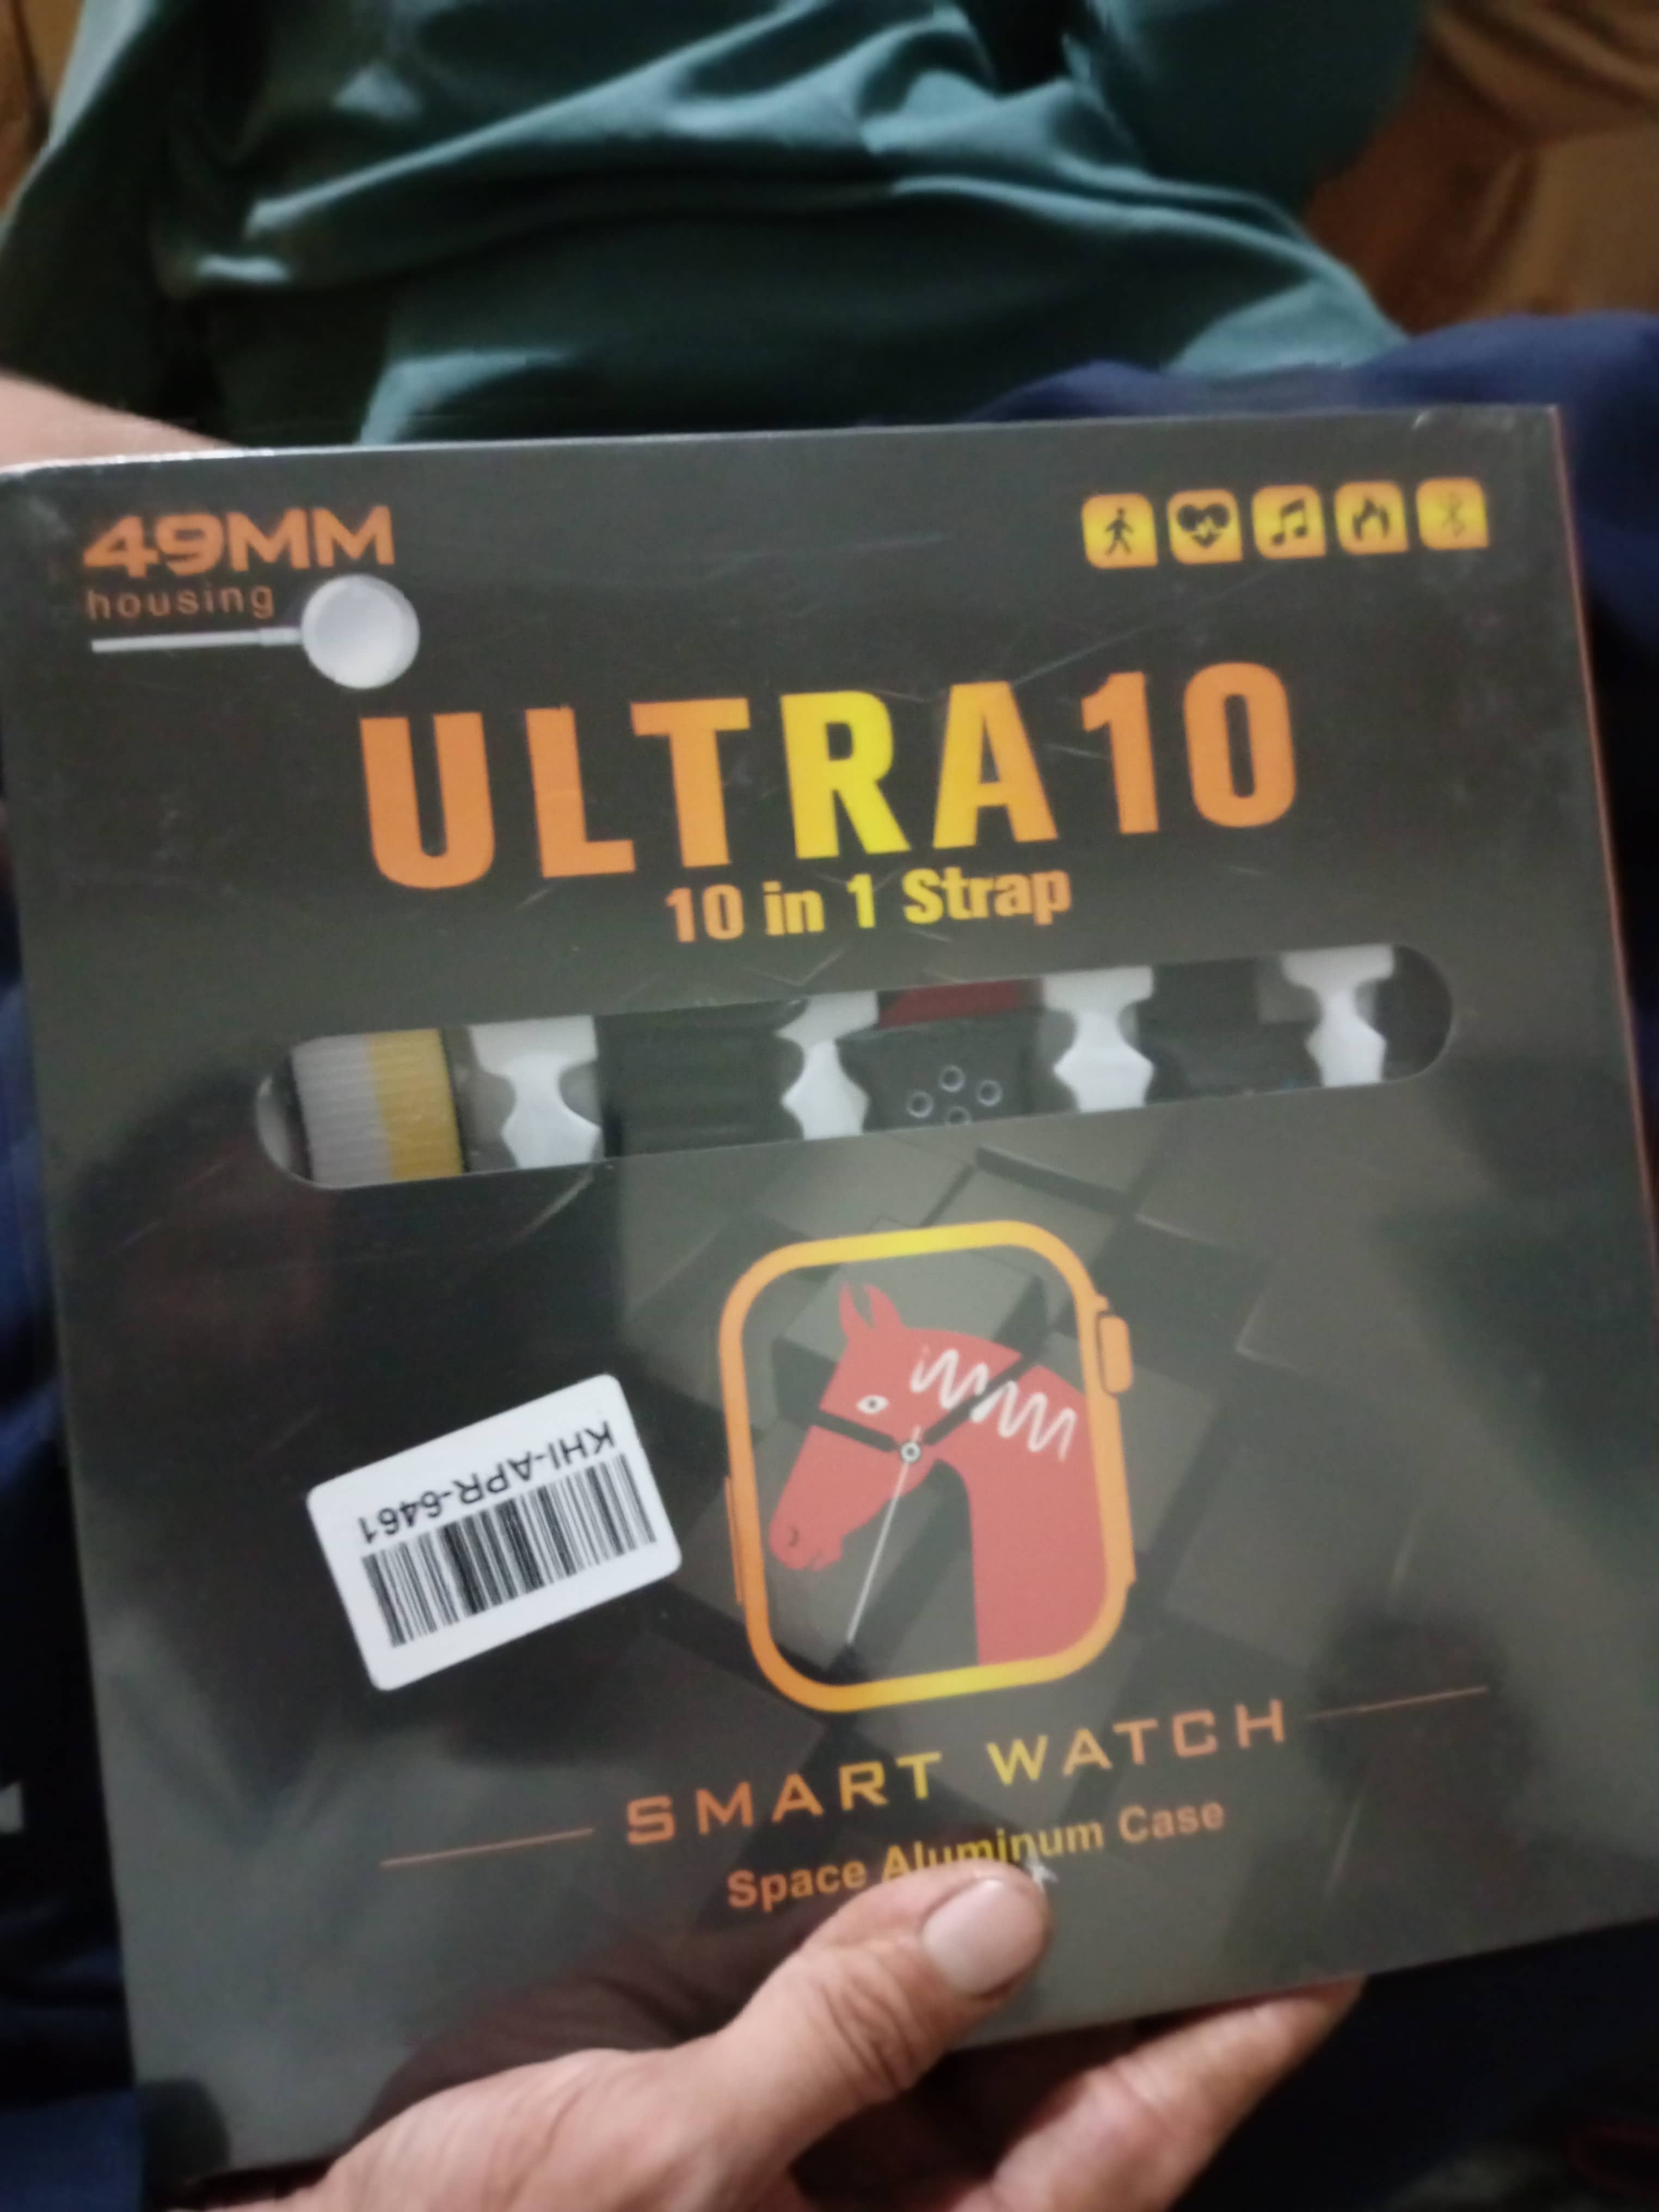 49MM
housing
ULTRA10
10 in 1 Strap
KHI-APR-6461
SMART WATCH
Space Aluminum Case